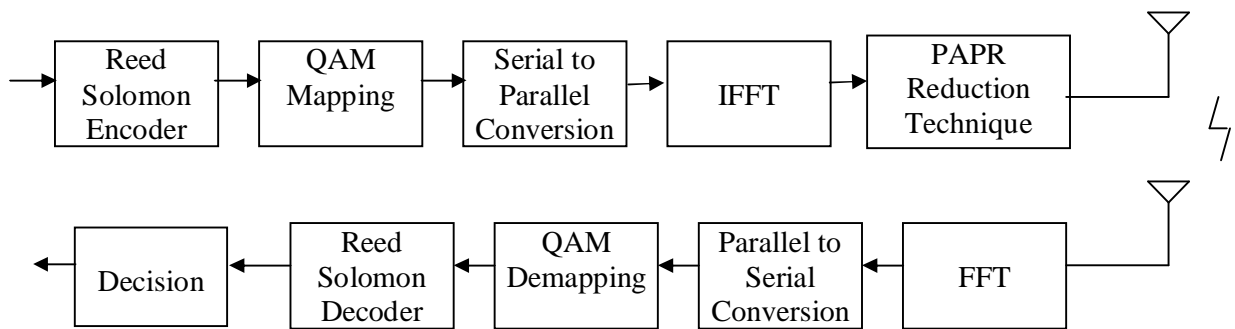 Reed
Solomon
Encoder
QAM
Mapping
Serial to
Parallel
Conversion
IFFT
PAPR
Reduction
Technique
Decision
Reed
Solomon
Decoder
QAM
Demapping
Parallel to
Serial
Conversion
FFT